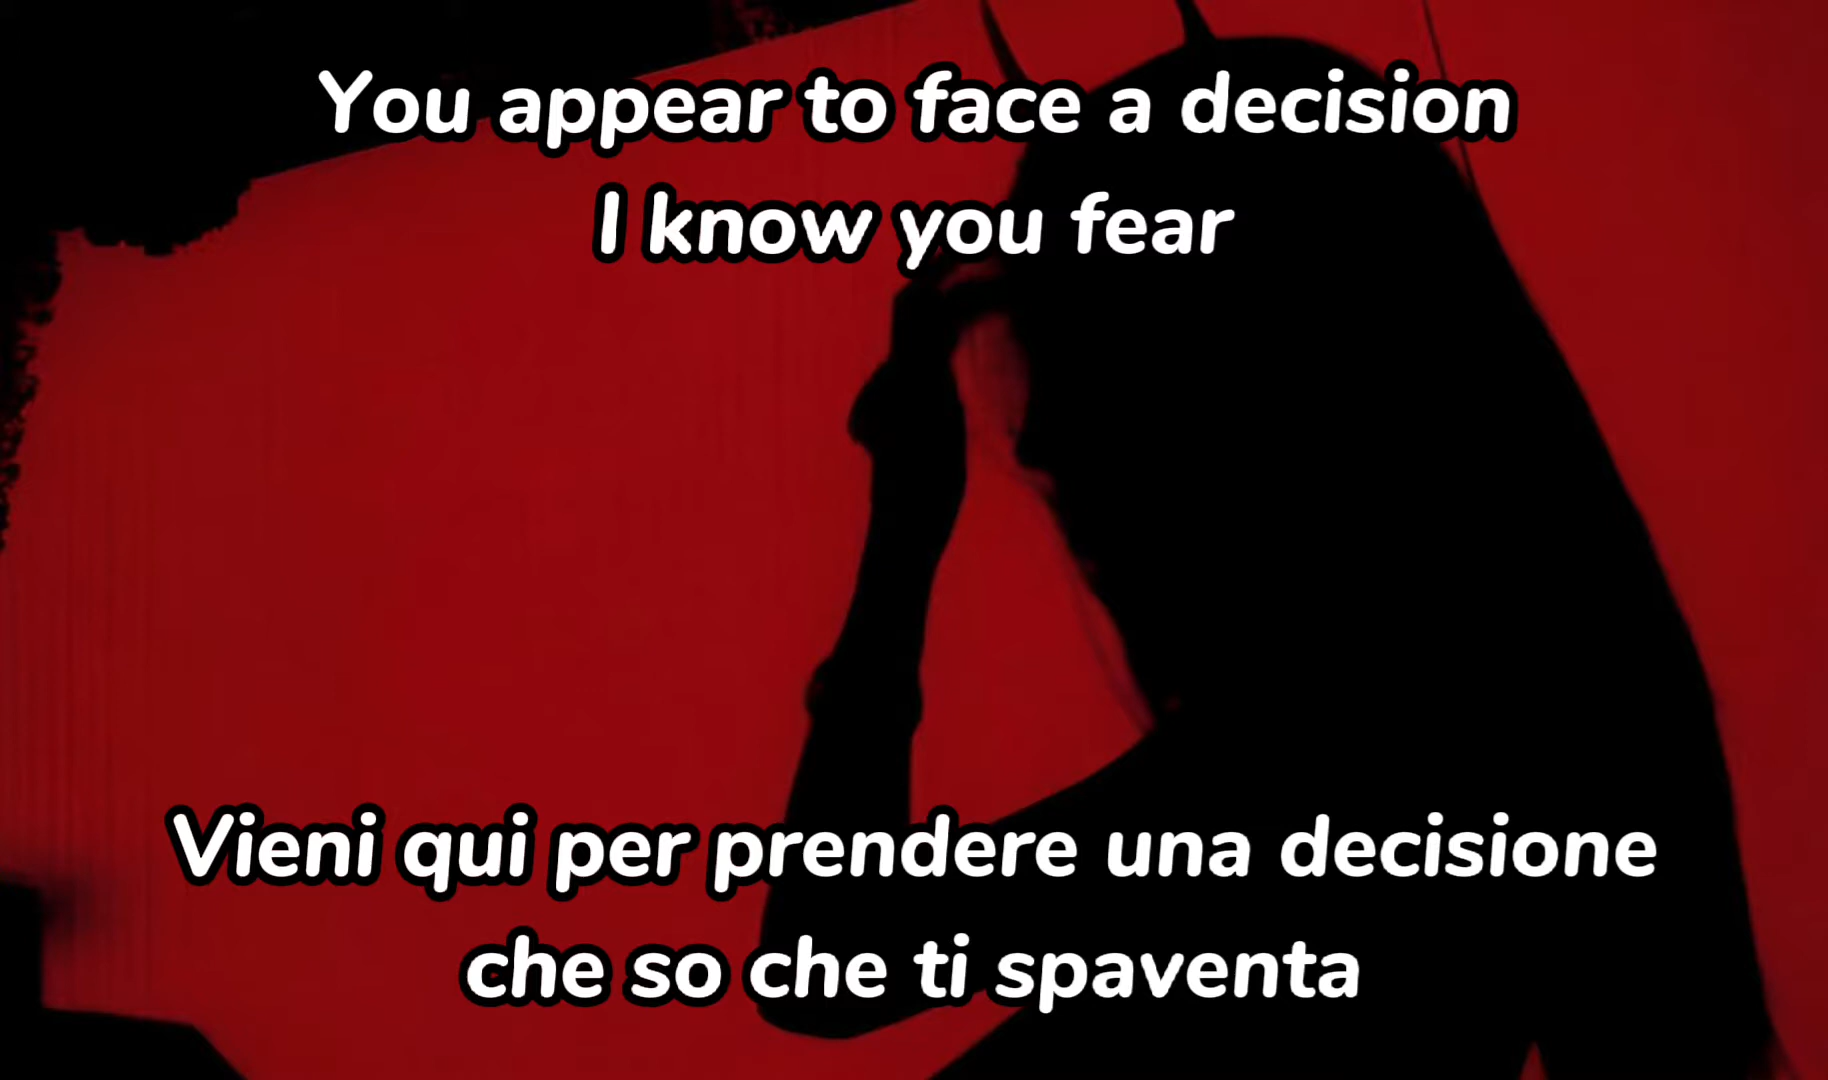 You appear to face a decision
I know you fear
Vieni qui per prendere una decisione
che so che ti spaventa